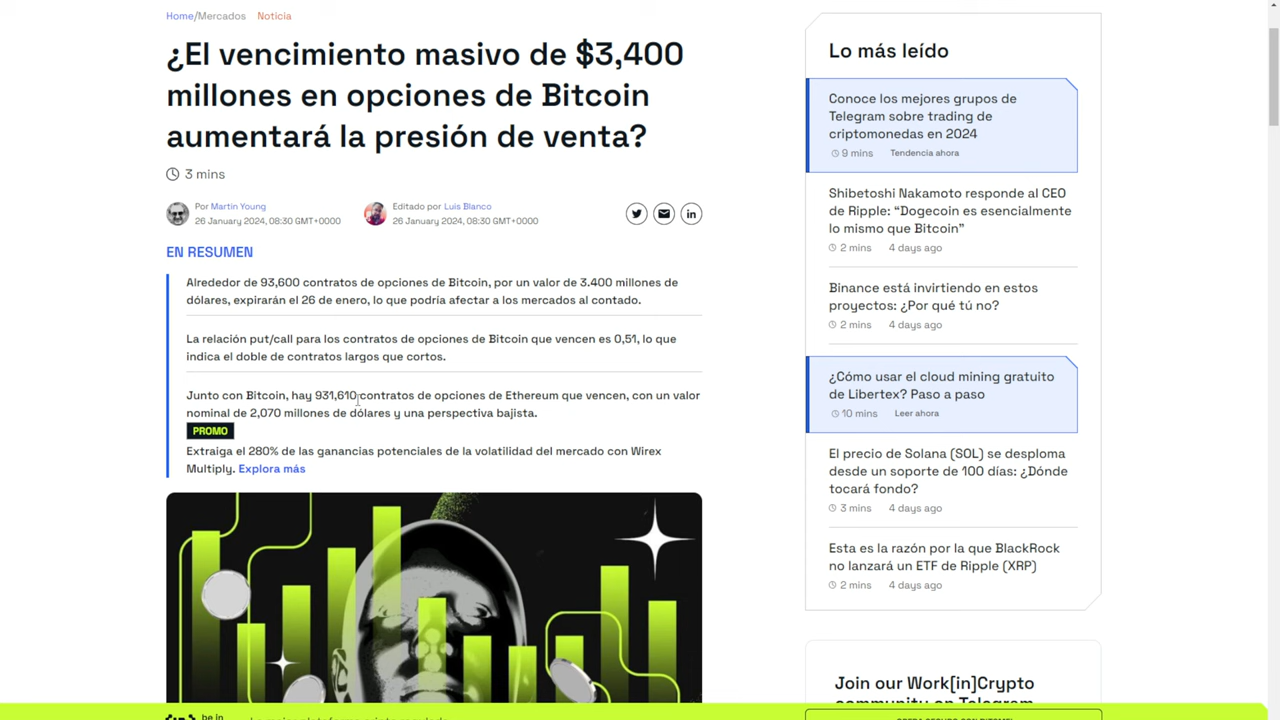 Home/Mercados Noticia
¿El vencimiento masivo de $3,400
millones en opciones de Bitcoin
aumentará la presión de venta?
3 mins
Por Martin Young
26 January 2024, 08:30 GMT+0000
Editado por Luis Blanco
26 January 2024, 08:30 GMT+0000
EN RESUMEN
Alrededor de 93,600 contratos de opciones de Bitcoin, por un valor de 3.400 millones de
dólares, expirarán el 26 de enero, lo que podría afectar a los mercados al contado.
La relación put/call para los contratos de opciones de Bitcoin que vencen es 0,51, lo que
indica el doble de contratos largos que cortos.
Junto con Bitcoin, hay 931,610 contratos de opciones de Ethereum que vencen, con un valor
nominal de 2,070 millones de dólares y una perspectiva bajista.
PROMO
Extraiga el 280% de las ganancias potenciales de la volatilidad del mercado con Wirex
Multiply. Explora más
Lo más leído
Conoce los mejores grupos de
Telegram sobre trading de
criptomonedas en 2024
9 mins Tendencia ahora
Shibetoshi Nakamoto responde al CEO
de Ripple: “Dogecoin es esencialmente
lo mismo que Bitcoin”
2 mins 4 days ago
Binance está invirtiendo en estos
proyectos: ¿Por qué tú no?
2 mins 4 days ago
¿Cómo usar el cloud mining gratuito
de Libertex? Paso a paso
10 mins Leer ahora
El precio de Solana (SOL) se desploma
desde un soporte de 100 días: ¿Dónde
tocará fondo?
3 mins 4 days ago
Esta es la razón por la que BlackRock
no lanzará un ETF de Ripple (XRP)
2 mins 4 days ago
Join our Work[in]Crypto
community on Telegram
be in